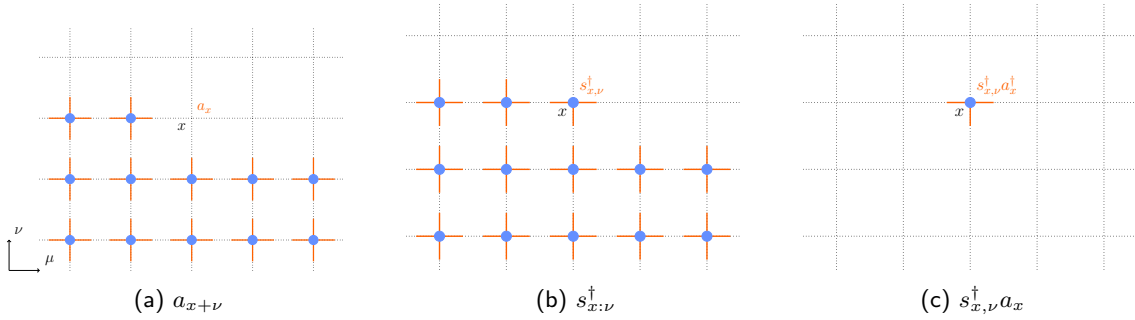 a_x
x
s†_{x,ν}
x
s†_{x,ν} a†_x
x
ν
μ
(a) a_{x+ν}
(b) s†_{x:ν}
(c) s†_{x,ν} a_x